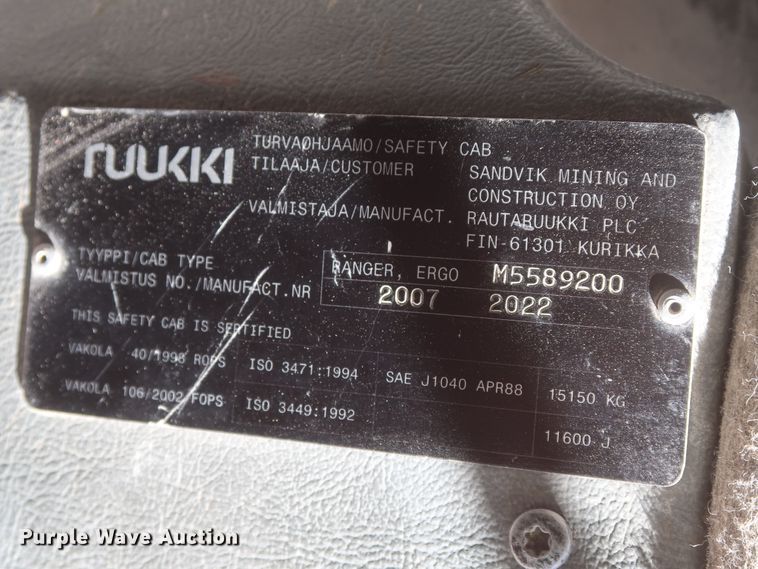 ruukki
TURVAOHJAAMO/SAFETY CAB
TILAAJA/CUSTOMER SANDVIK MINING AND
CONSTRUCTION OY
VALMISTAJA/MANUFACT. RAUTARUUKKI PLC
FIN-61301 KURIKKA
TYYPPI/CAB TYPE RANGER, ERGO M5589200
VALMISTUS NO./MANUFACT.NR 2007 2022
THIS SAFETY CAB IS SERTIFIED
VAKOLA 40/1998 ROPS ISO 3471:1994 SAE J1040 APR88 15150 KG
VAKOLA 106/2002 FOPS ISO 3449:1992 11600 J
Purple Wave Auction